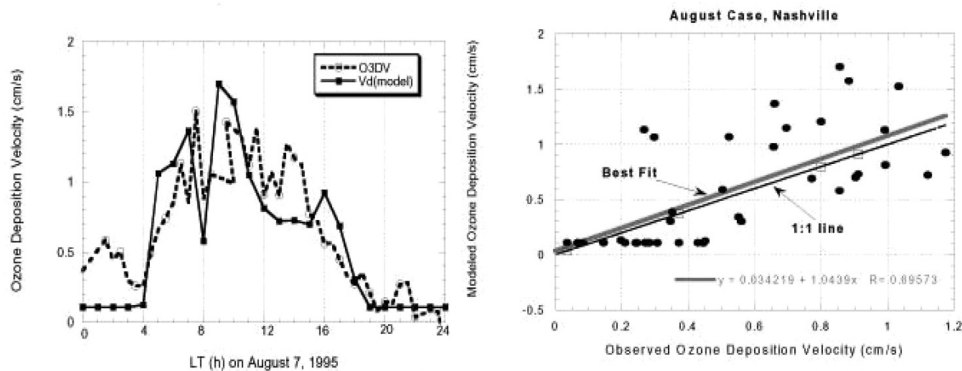 August Case, Nashville
Ozone Deposition Velocity (cm/s)
2
1.5
1
0.5
0
O3DV
Vd(model)
0 4 8 12 16 20 24
LT (h) on August 7, 1995
Modeled Ozone Deposition Velocity (cm/s)
2
1.5
1
0.5
0
-0.5
Best Fit
1:1 line
y = 0.034219 + 1.0439x R= 0.69573
0 0.2 0.4 0.6 0.8 1 1.2
Observed Ozone Deposition Velocity (cm/s)